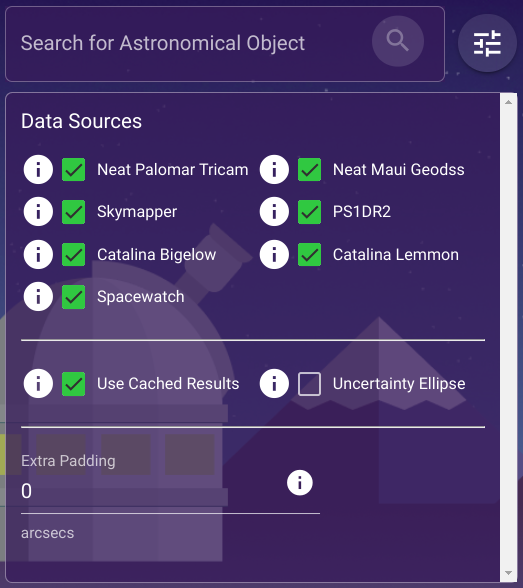 Search for Astronomical Object
Data Sources
Neat Palomar Tricam Neat Maui Geodss
Skymapper PS1DR2
Catalina Bigelow Catalina Lemmon
Spacewatch
Use Cached Results Uncertainty Ellipse
Extra Padding
0
arcsecs